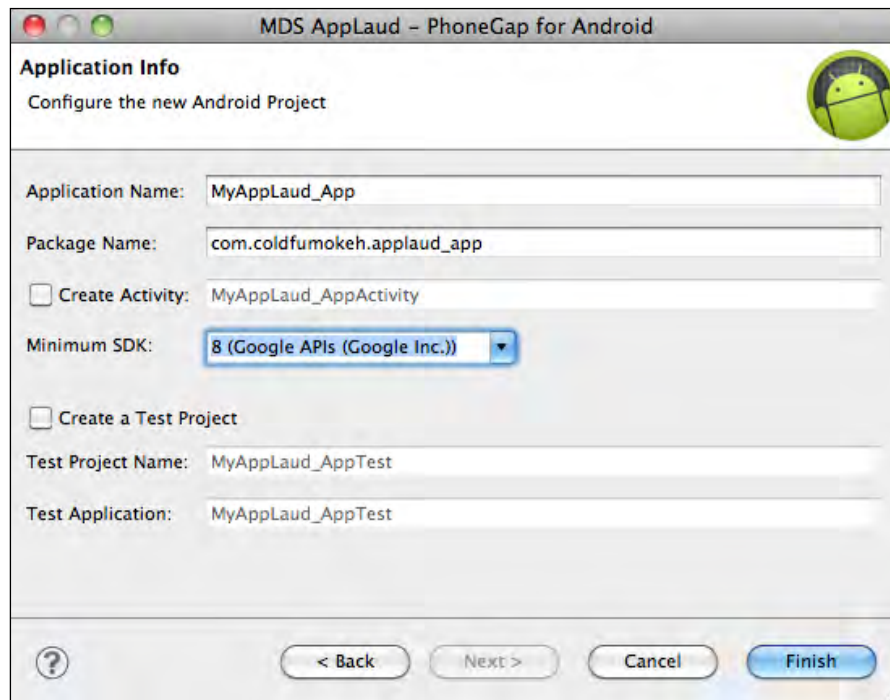 MDS AppLaud – PhoneGap for Android
Application Info
Configure the new Android Project
Application Name: MyAppLaud_App
Package Name: com.coldfumokeh.applaud_app
Create Activity: MyAppLaud_AppActivity
Minimum SDK: 8 (Google APIs (Google Inc.))
Create a Test Project
Test Project Name: MyAppLaud_AppTest
Test Application: MyAppLaud_AppTest
? < Back Next > Cancel Finish